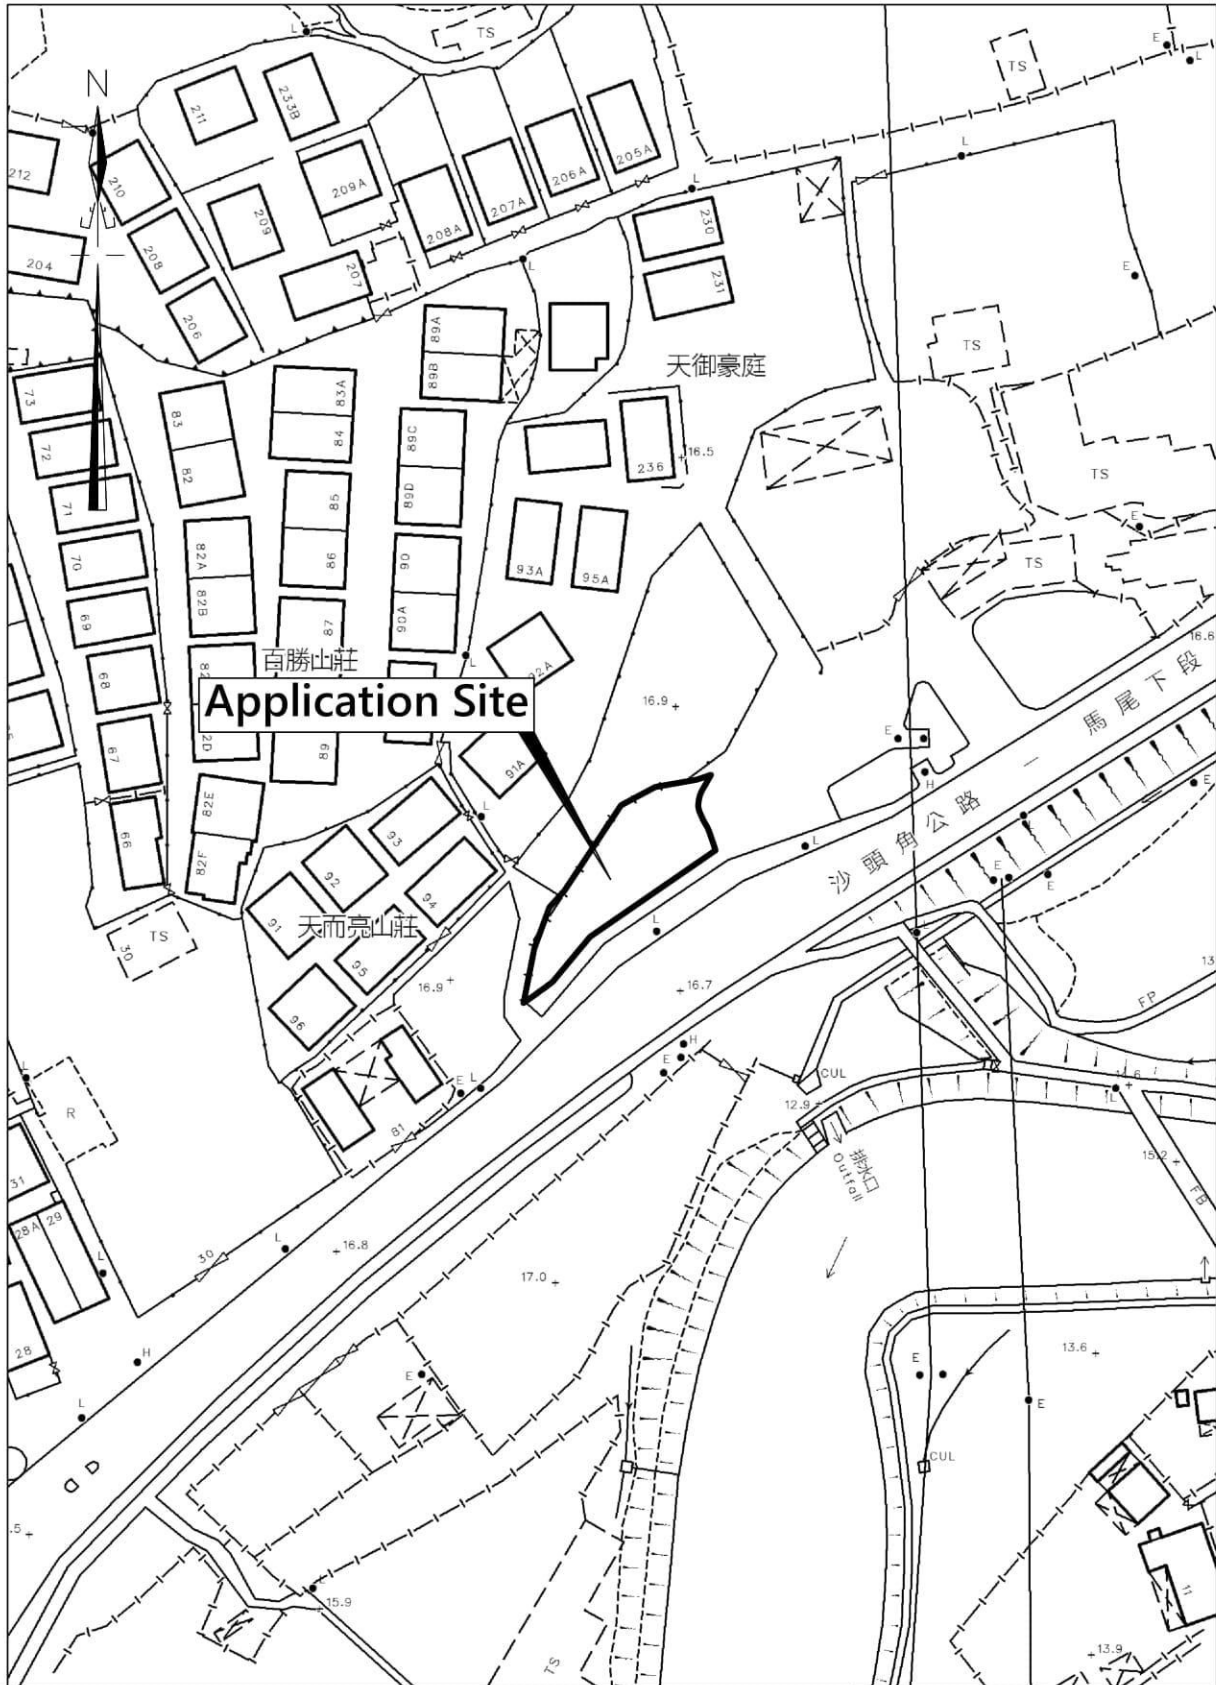 TS
L
E
L
N
TS
211
233B
212
210
209A
208A
207A
206A
205A
L
L
204
208
209
207
230
231
206
L
E
TS
天御豪庭
73
72
71
70
69
68
67
66
83
82
83A
84
85
86
87
89
89A
89B
89C
89D
90
90A
82A
82B
82E
82F
236
16.5
TS
E
TS
93A
95A
16.6
百勝山莊
Application Site
92A
L
16.9
91A
L
E
H
馬尾下段
—
沙頭角公路
E
L
93
92
94
91
天而亮山莊
95
96
TS
30
L
E
E
L
16.9
16.7
13
FP
H
E
CUL
12.9
14.6
L
L
R
E L
81
排水口
Outfall
15.2
FB
31
28A
29
L
30
L
16.8
17.0
28
H
E
13.6
E
E
L
CUL
.5
L
15.9
TS
11
13.9